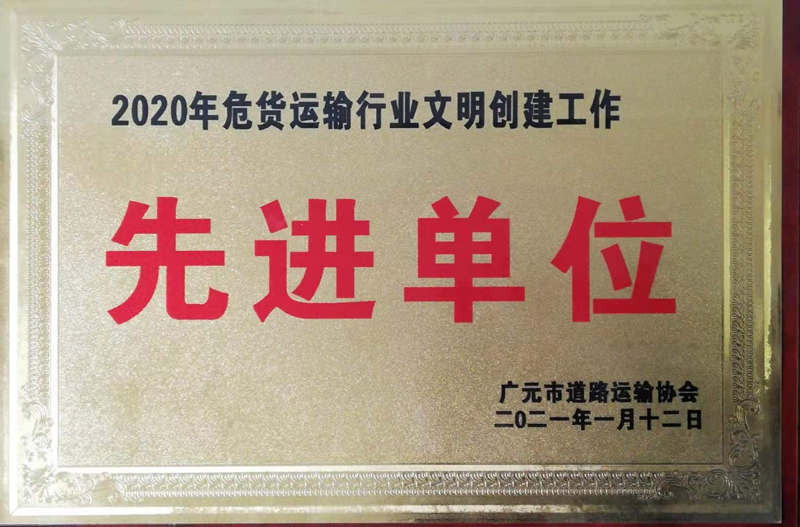 2020年危货运输行业文明创建工作
先进单位
广元市道路运输协会
二〇二一年一月十二日